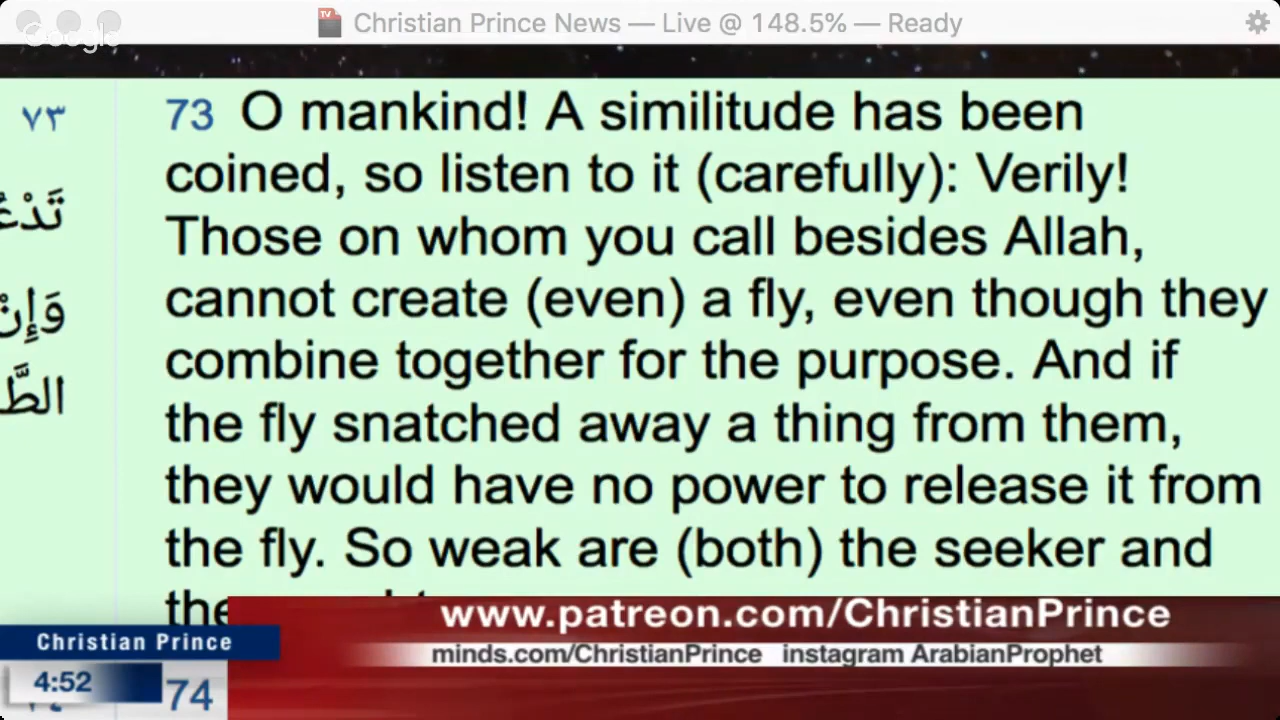 Christian Prince News — Live @ 148.5% — Ready
Google
٧٣
73 O mankind! A similitude has been
coined, so listen to it (carefully): Verily!
Those on whom you call besides Allah,
cannot create (even) a fly, even though they
combine together for the purpose. And if
the fly snatched away a thing from them,
they would have no power to release it from
the fly. So weak are (both) the seeker and
the
وَإِنْ
www.patreon.com/ChristianPrince
Christian Prince
minds.com/ChristianPrince instagram ArabianProphet
4:52
74